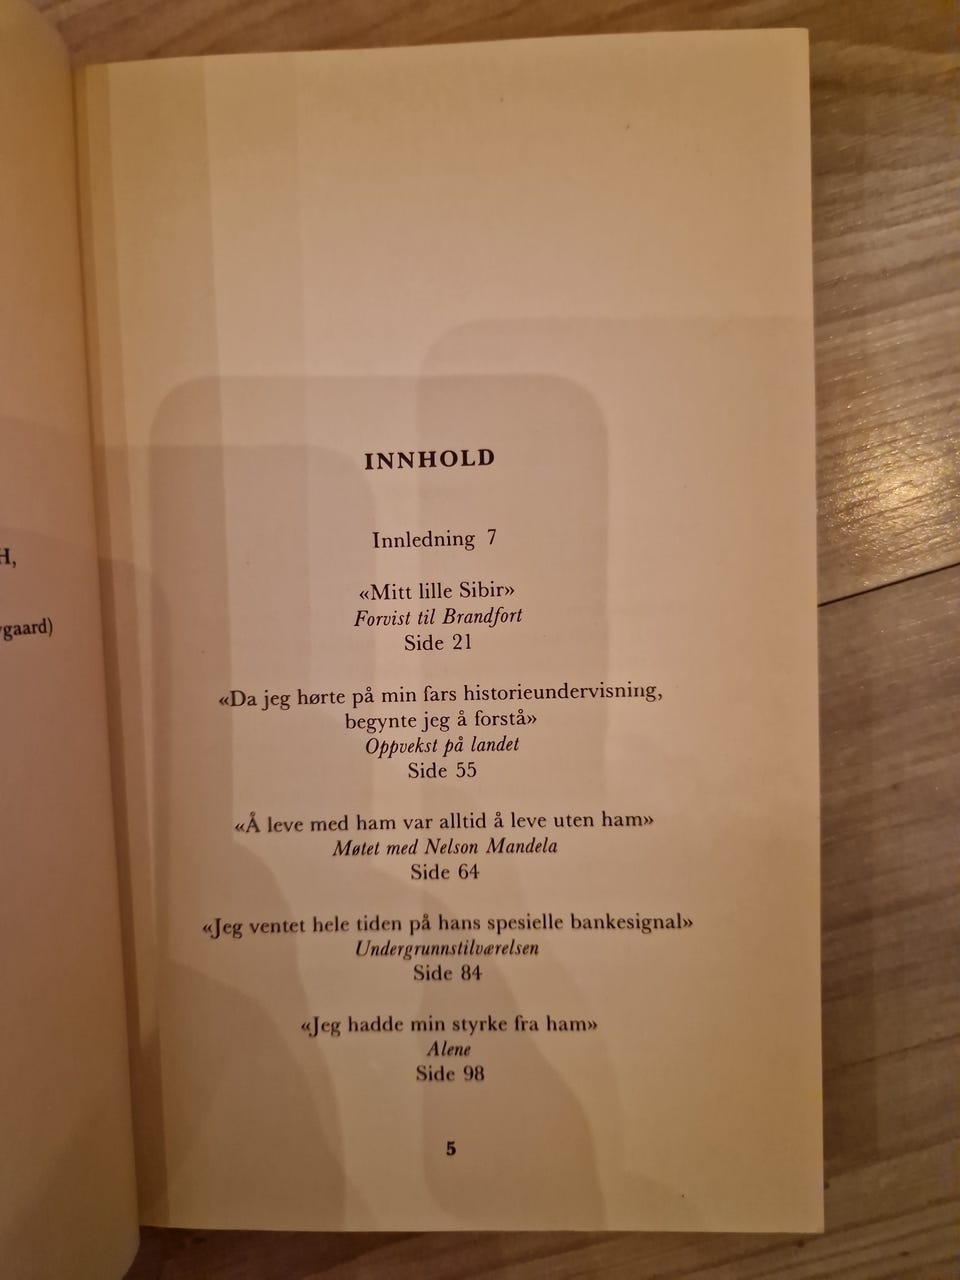 H,
gaard)
INNHOLD
Innledning 7
«Mitt lille Sibir»
Forvist til Brandfort
Side 21
«Da jeg hørte på min fars historieundervisning,
begynte jeg å forstå»
Oppvekst på landet
Side 55
«Å leve med ham var alltid å leve uten ham»
Møtet med Nelson Mandela
Side 64
«Jeg ventet hele tiden på hans spesielle bankesignal»
Undergrunnstilværelsen
Side 84
«Jeg hadde min styrke fra ham»
Alene
Side 98
5